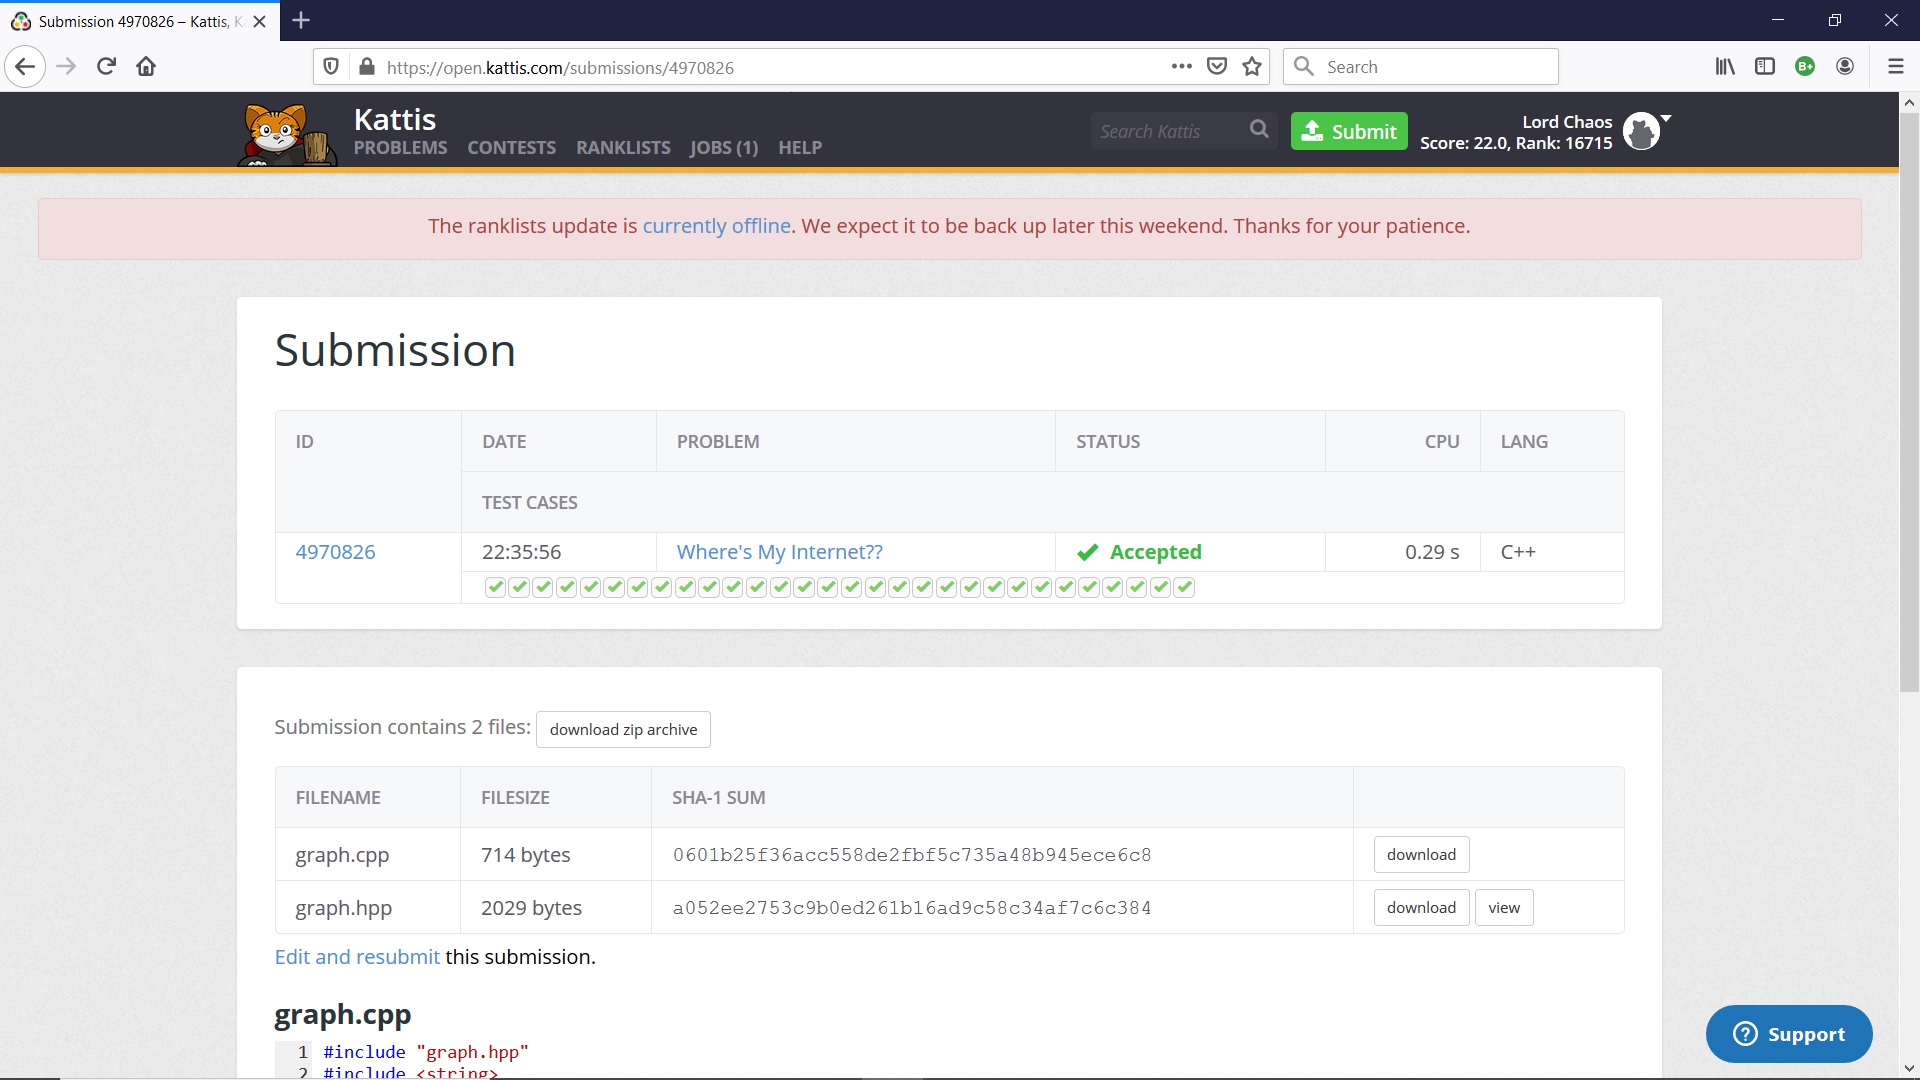 Submission 4970826 – Kattis, K
https://open.kattis.com/submissions/4970826
Search
B+
Kattis
PROBLEMS CONTESTS RANKLISTS JOBS (1) HELP
Search Kattis
Submit
Lord Chaos
Score: 22.0, Rank: 16715
The ranklists update is currently offline. We expect it to be back up later this weekend. Thanks for your patience.
Submission
ID DATE PROBLEM STATUS CPU LANG
TEST CASES
4970826 22:35:56 Where's My Internet?? Accepted 0.29 s C++
Submission contains 2 files: download zip archive
FILENAME FILESIZE SHA-1 SUM
graph.cpp 714 bytes 0601b25f36acc558de2fbf5c735a48b945ece6c8 download
graph.hpp 2029 bytes a052ee2753c9b0ed261b16ad9c58c34af7c6c384 download view
Edit and resubmit this submission.
graph.cpp
1 #include "graph.hpp"
2 #include <string>
Support